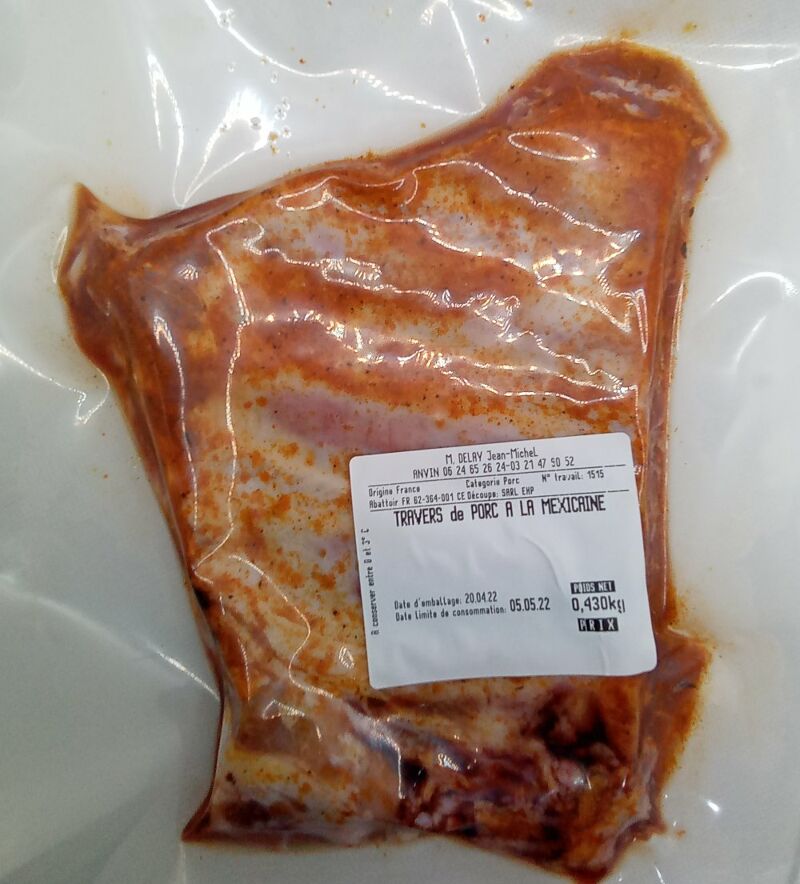 M. DELAY Jean-Michel
ANVIN 06 24 65 26 24-03 21 47 90 52
Origine France Categorie Porc N° travail: 1515
Abattoir FR 62-364-001 CE Découpe: SARL EHP
TRAVERS de PORC A LA MEXICAINE
A conserver entre 0 et 3° C
Date d'emballage: 20.04.22
Date limite de consommation: 05.05.22
POIDS NET
0,430kg
PRIX